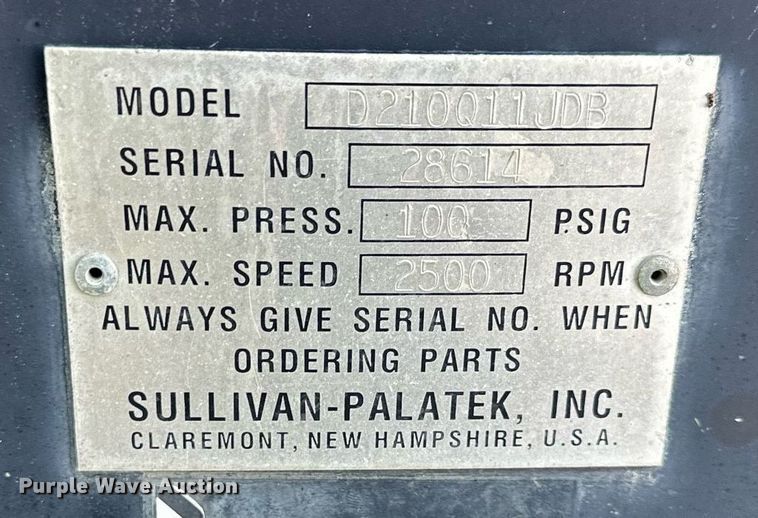 MODEL D210Q11JDB
SERIAL NO. 28614
MAX. PRESS. 100 PSIG
MAX. SPEED 2500 RPM
ALWAYS GIVE SERIAL NO. WHEN
ORDERING PARTS
SULLIVAN-PALATEK, INC.
CLAREMONT, NEW HAMPSHIRE, U.S.A.
Purple Wave Auction